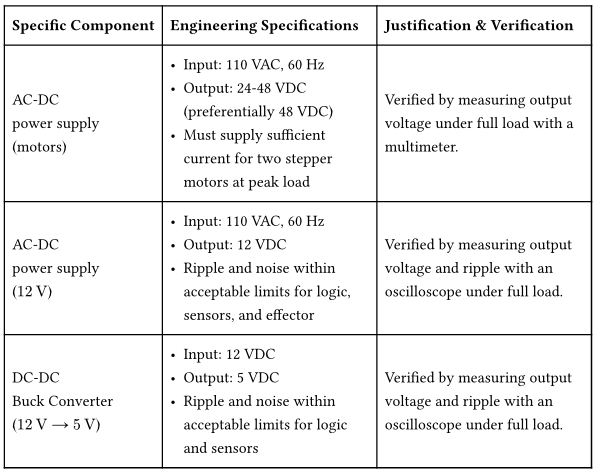 Specific Component
Engineering Specifications
Justification & Verification
AC-DC
power supply
(motors)
• Input: 110 VAC, 60 Hz
• Output: 24-48 VDC
(preferentially 48 VDC)
• Must supply sufficient
current for two stepper
motors at peak load
Verified by measuring output
voltage under full load with a
multimeter.
AC-DC
power supply
(12 V)
• Input: 110 VAC, 60 Hz
• Output: 12 VDC
• Ripple and noise within
acceptable limits for logic,
sensors, and effector
Verified by measuring output
voltage and ripple with an
oscilloscope under full load.
DC-DC
Buck Converter
(12 V → 5 V)
• Input: 12 VDC
• Output: 5 VDC
• Ripple and noise within
acceptable limits for logic
and sensors
Verified by measuring output
voltage and ripple with an
oscilloscope under full load.